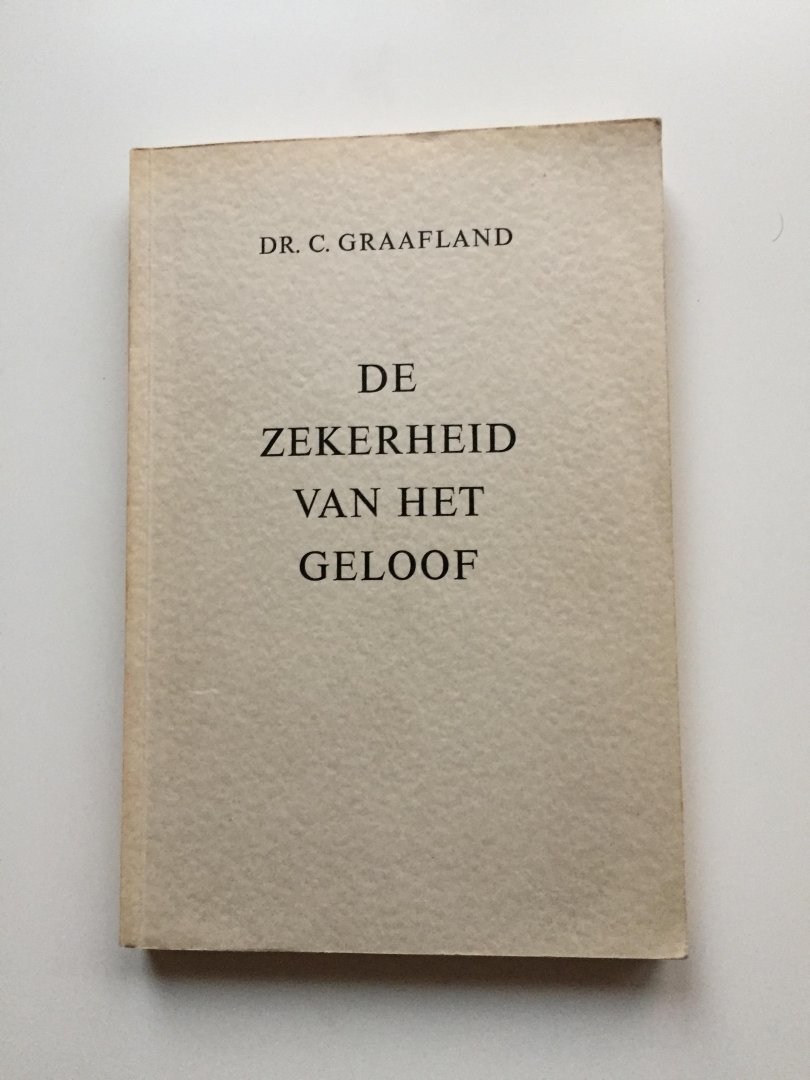 DR. C. GRAAFLAND
DE
ZEKERHEID
VAN HET
GELOOF